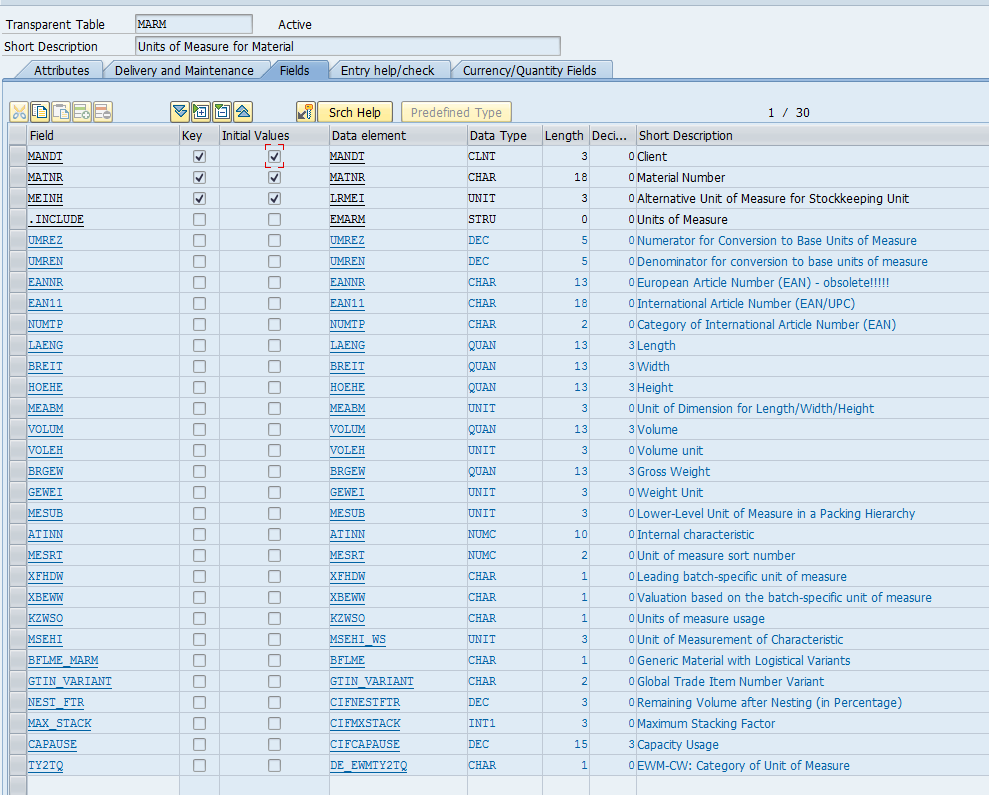 Transparent Table MARM Active
Short Description Units of Measure for Material
Attributes Delivery and Maintenance Fields Entry help/check Currency/Quantity Fields
Srch Help Predefined Type 1 / 30
Field Key Initial Values Data element Data Type Length Deci... Short Description
MANDT MANDT CLNT 3 0 Client
MATNR MATNR CHAR 18 0 Material Number
MEINH LRMEI UNIT 3 0 Alternative Unit of Measure for Stockkeeping Unit
.INCLUDE EMARM STRU 0 0 Units of Measure
UMREZ UMREZ DEC 5 0 Numerator for Conversion to Base Units of Measure
UMREN UMREN DEC 5 0 Denominator for conversion to base units of measure
EANNR EANNR CHAR 13 0 European Article Number (EAN) - obsolete!!!!!
EAN11 EAN11 CHAR 18 0 International Article Number (EAN/UPC)
NUMTP NUMTP CHAR 2 0 Category of International Article Number (EAN)
LAENG LAENG QUAN 13 3 Length
BREIT BREIT QUAN 13 3 Width
HOEHE HOEHE QUAN 13 3 Height
MEABM MEABM UNIT 3 0 Unit of Dimension for Length/Width/Height
VOLUM VOLUM QUAN 13 3 Volume
VOLEH VOLEH UNIT 3 0 Volume unit
BRGEW BRGEW QUAN 13 3 Gross Weight
GEWEI GEWEI UNIT 3 0 Weight Unit
MESUB MESUB UNIT 3 0 Lower-Level Unit of Measure in a Packing Hierarchy
ATINN ATINN NUMC 10 0 Internal characteristic
MESRT MESRT NUMC 2 0 Unit of measure sort number
XFHDW XFHDW CHAR 1 0 Leading batch-specific unit of measure
XBEWW XBEWW CHAR 1 0 Valuation based on the batch-specific unit of measure
KZWSO KZWSO CHAR 1 0 Units of measure usage
MSEHI MSEHI_WS UNIT 3 0 Unit of Measurement of Characteristic
BFLME_MARM BFLME CHAR 1 0 Generic Material with Logistical Variants
GTIN_VARIANT GTIN_VARIANT CHAR 2 0 Global Trade Item Number Variant
NEST_FTR CIFNESTFTR DEC 3 0 Remaining Volume after Nesting (in Percentage)
MAX_STACK CIFMXSTACK INT1 3 0 Maximum Stacking Factor
CAPAUSE CIFCAPAUSE DEC 15 3 Capacity Usage
TY2TQ DE_EWMTY2TQ CHAR 1 0 EWM-CW: Category of Unit of Measure